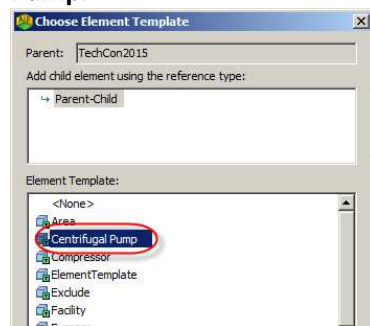 Choose Element Template
Parent: TechCon2015
Add child element using the reference type:
Parent-Child
Element Template:
<None>
Area
Centrifugal Pump
Compressor
ElementTemplate
Exclude
Facility